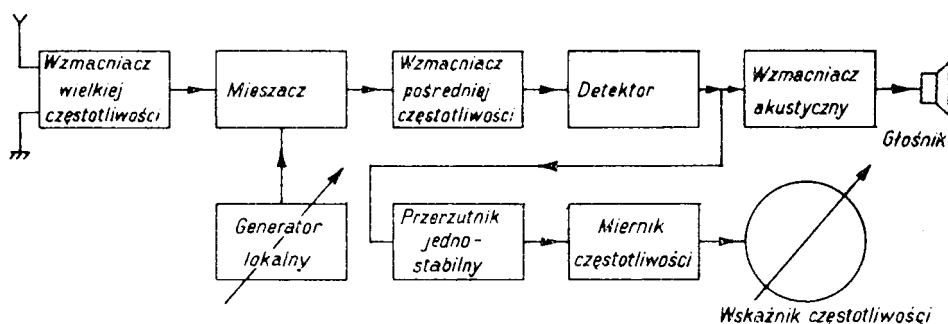 Wzmacniacz
wielkiej
częstotliwości
Mieszacz
Wzmacniacz
pośredniej
częstotliwości
Detektor
Wzmacniacz
akustyczny
Głośnik
Generator
lokalny
Przerzutnik
jedno-
stabilny
Miernik
częstotliwości
Wskaźnik częstotliwości